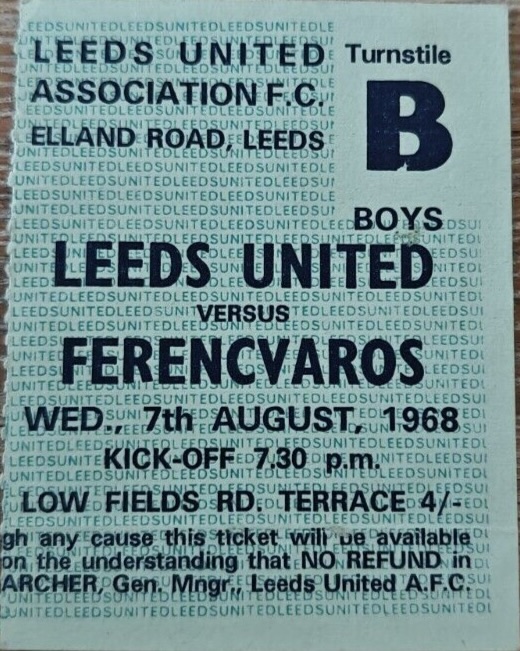 LEEDS UNITED
ASSOCIATION F.C.
ELLAND ROAD, LEEDS
Turnstile
B
BOYS
LEEDS UNITED
VERSUS
FERENCVAROS
WED., 7th AUGUST, 1968
KICK-OFF 7.30 p.m.
LOW FIELDS RD. TERRACE 4/-
gh any cause this ticket will be available
on the understanding that NO REFUND in
ARCHER, Gen. Mngr., Leeds United A.F.C.